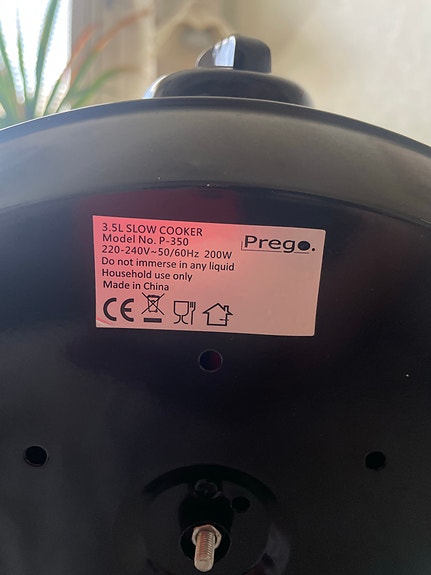 3.5L SLOW COOKER
Model No. P-350
220-240V~50/60Hz 200W
Do not immerse in any liquid
Household use only
Made in China
Prego.
CE